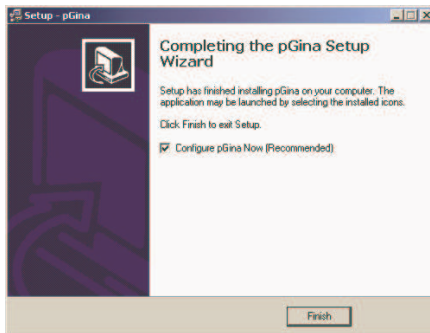 Setup - pGina
Completing the pGina Setup
Wizard
Setup has finished installing pGina on your computer. The
application may be launched by selecting the installed icons.
Click Finish to exit Setup.
Configure pGina Now (Recommended)
Finish